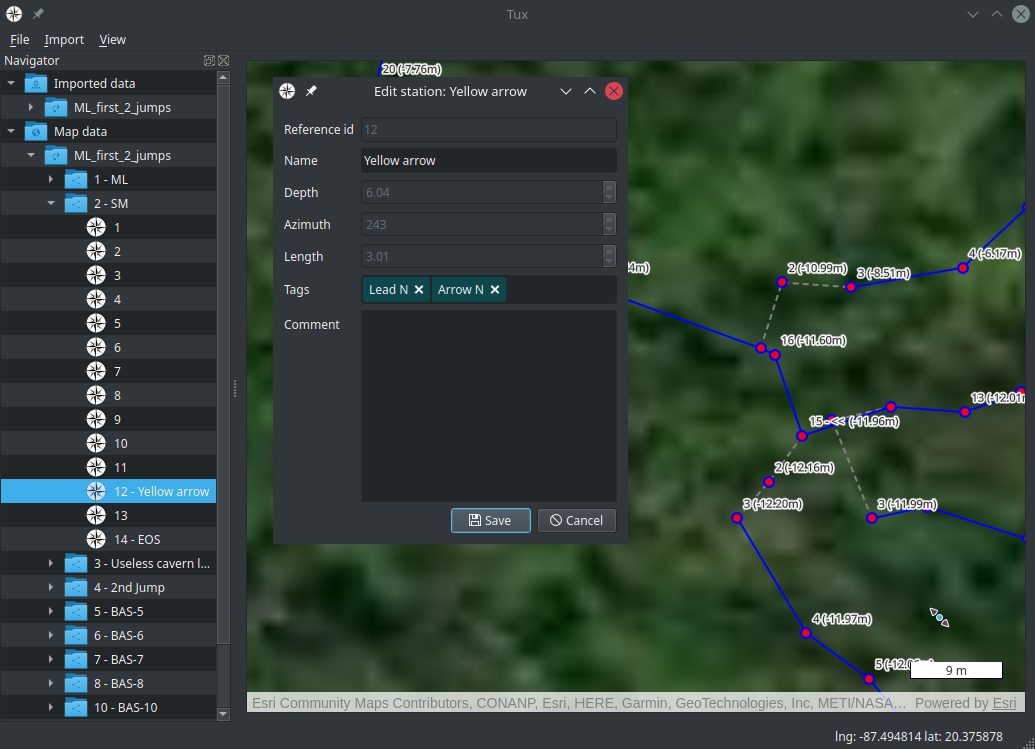 Tux
File Import View
Navigator
Imported data
ML_first_2_jumps
Map data
ML_first_2_jumps
1 - ML
2 - SM
1
2
3
4
5
6
7
8
9
10
11
12 - Yellow arrow
13
14 - EOS
3 - Useless cavern l...
4 - 2nd Jump
5 - BAS-5
6 - BAS-6
7 - BAS-7
8 - BAS-8
10 - BAS-10
20 (-7.76m)
Edit station: Yellow arrow
Reference id 12
Name Yellow arrow
Depth 6.04
Azimuth 243
Length 3.01
Tags Lead N Arrow N
Comment
Save Cancel
4m)
2 (-10.99m)
3 (-8.51m)
4 (-6.17m)
16 (-11.60m)
13 (-12.01m
15 - << (-11.96m)
2 (-12.16m)
3 (-12.20m)
3 (-11.99m)
4 (-11.97m)
5 (-12.0
9 m
Esri Community Maps Contributors, CONANP, Esri, HERE, Garmin, GeoTechnologies, Inc, METI/NASA... Powered by Esri
lng: -87.494814 lat: 20.375878